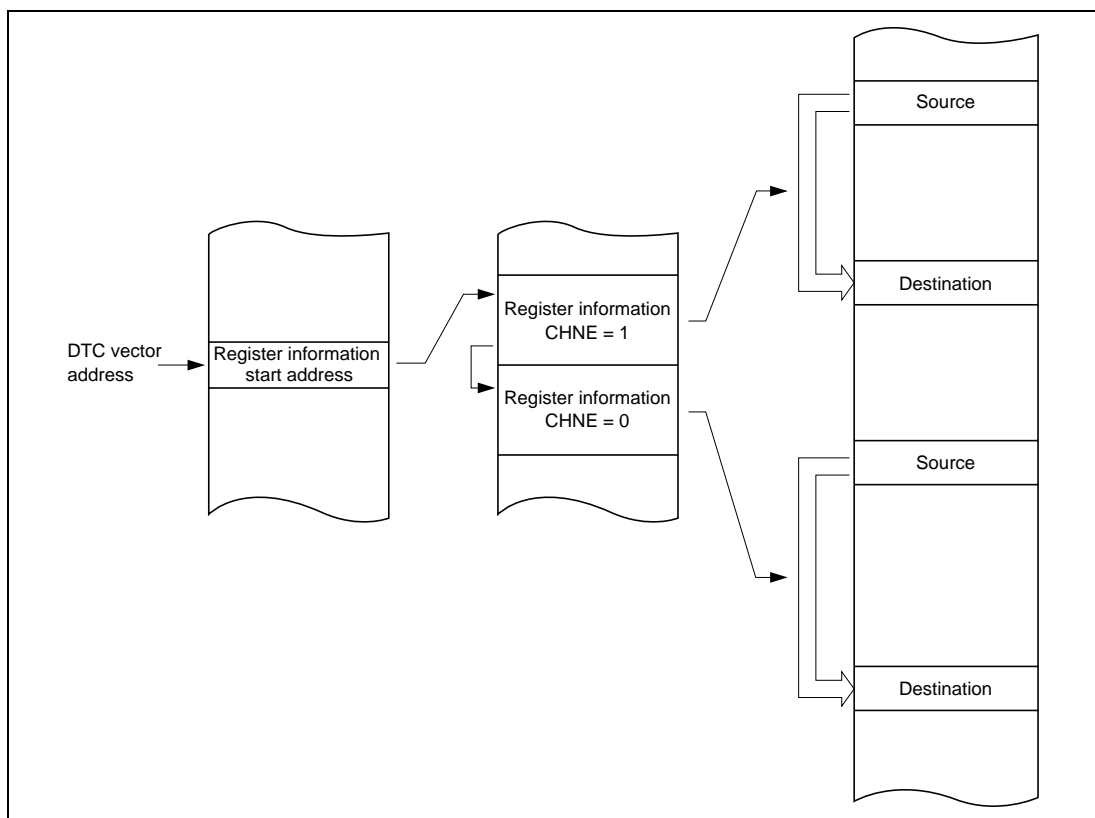 DTC vector
address
Register information
start address
Register information
CHNE = 1
Register information
CHNE = 0
Source
Destination
Source
Destination